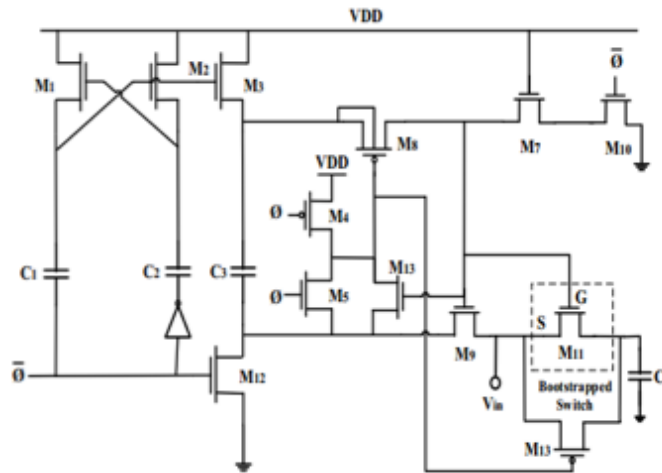 VDD
M1
M2
M3
Ø̅
M8
M7
M10
VDD
Ø
M4
C1
C2
C3
M13
Ø
M5
G
S
M9
M11
C
Ø̅
M12
Vin
Bootstrapped
Switch
M13